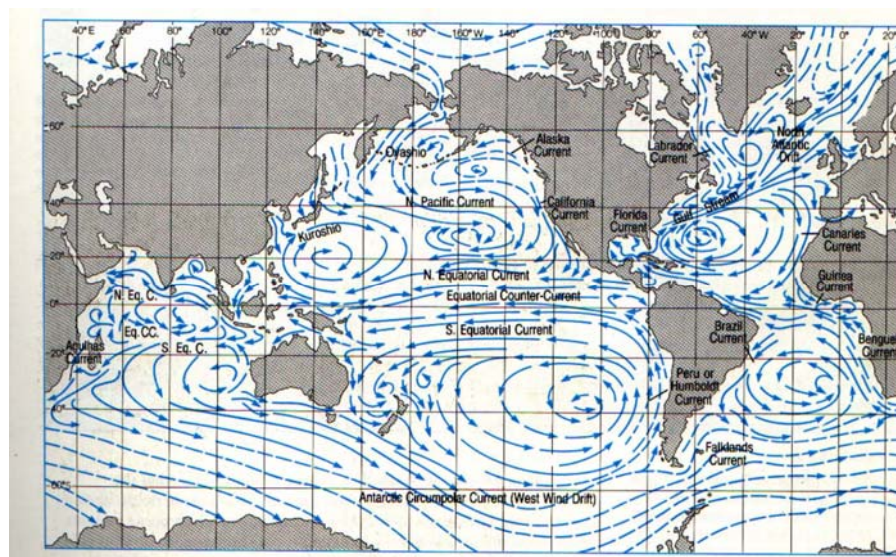 40° E
60°
80°
100°
120°
140°
160° E
180°
160° W
140°
120°
100°
80°
60°
40° W
20°
0°
20° E
60°
Oyashio
Alaska
Current
Labrador
Current
North
Atlantic
Drift
40°
N. Pacific Current
California
Current
Florida
Current
Gulf Stream
Kuroshio
Canaries
Current
20°
N. Equatorial Current
Guinea
Current
N. Eq. C.
0°
Equatorial Counter-Current
Eq. CC.
S. Equatorial Current
Brazil
Current
Agulhas
Current
S. Eq. C.
20°
Benguela
Current
Peru or
Humboldt
Current
40°
Falklands
Current
60°
Antarctic Circumpolar Current (West Wind Drift)